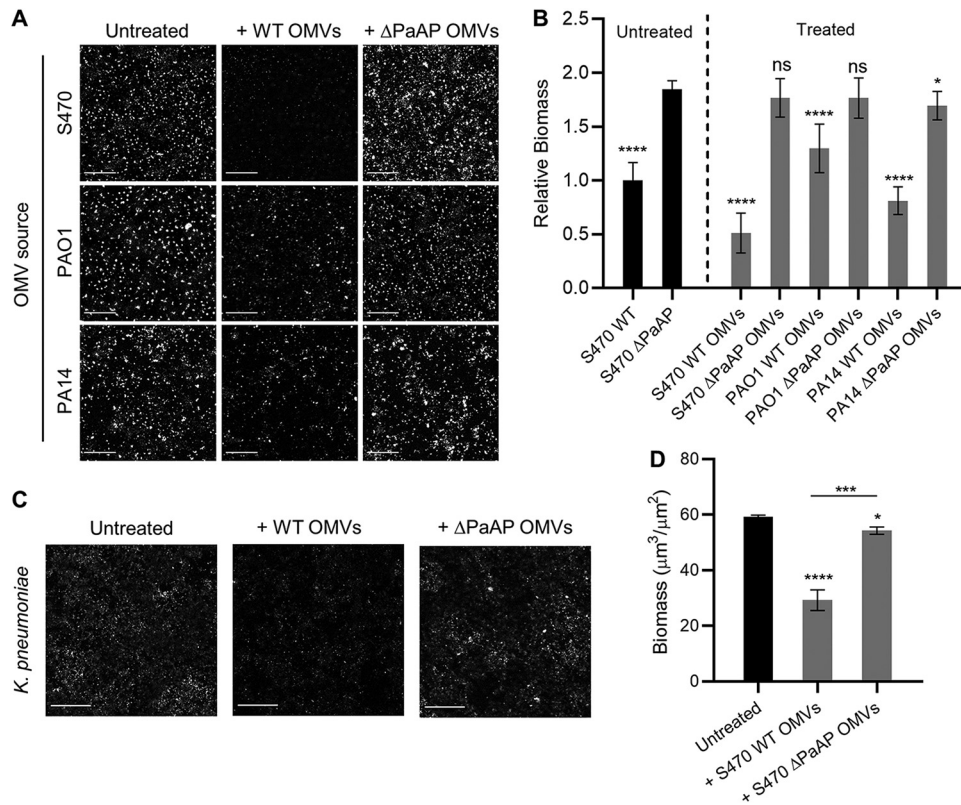 A
Untreated
+ WT OMVs
+ ΔPaAP OMVs
OMV source
S470
PAO1
PA14
B
Untreated
Treated
Relative Biomass
2.5
2.0
1.5
1.0
0.5
0.0
****
****
ns
****
ns
****
*
S470 WT
S470 ΔPaAP
S470 WT OMVs
S470 ΔPaAP OMVs
PAO1 WT OMVs
PAO1 ΔPaAP OMVs
PA14 WT OMVs
PA14 ΔPaAP OMVs
C
Untreated
+ WT OMVs
+ ΔPaAP OMVs
K. pneumoniae
D
Biomass (μm³/μm²)
80
60
40
20
0
***
****
*
Untreated
+ S470 WT OMVs
+ S470 ΔPaAP OMVs